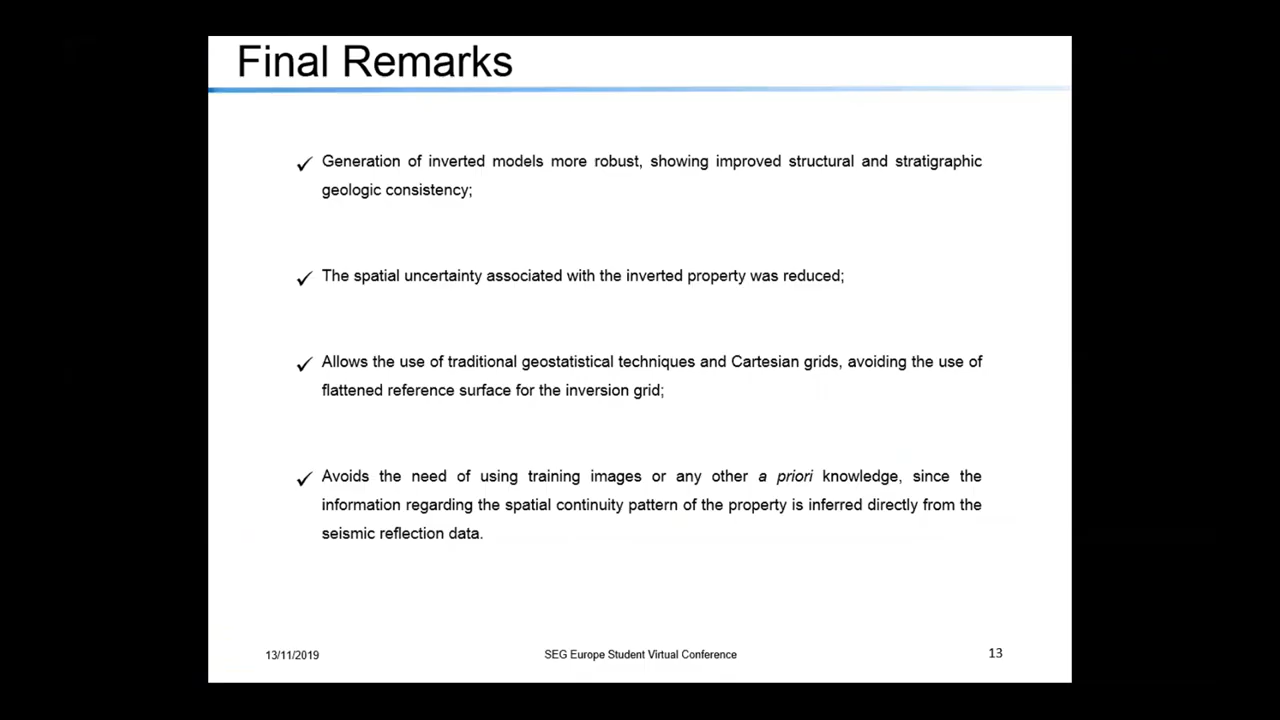 Final Remarks
✓ Generation of inverted models more robust, showing improved structural and stratigraphic
geologic consistency;
✓ The spatial uncertainty associated with the inverted property was reduced;
✓ Allows the use of traditional geostatistical techniques and Cartesian grids, avoiding the use of
flattened reference surface for the inversion grid;
✓ Avoids the need of using training images or any other a priori knowledge, since the
information regarding the spatial continuity pattern of the property is inferred directly from the
seismic reflection data.
13/11/2019 SEG Europe Student Virtual Conference 13